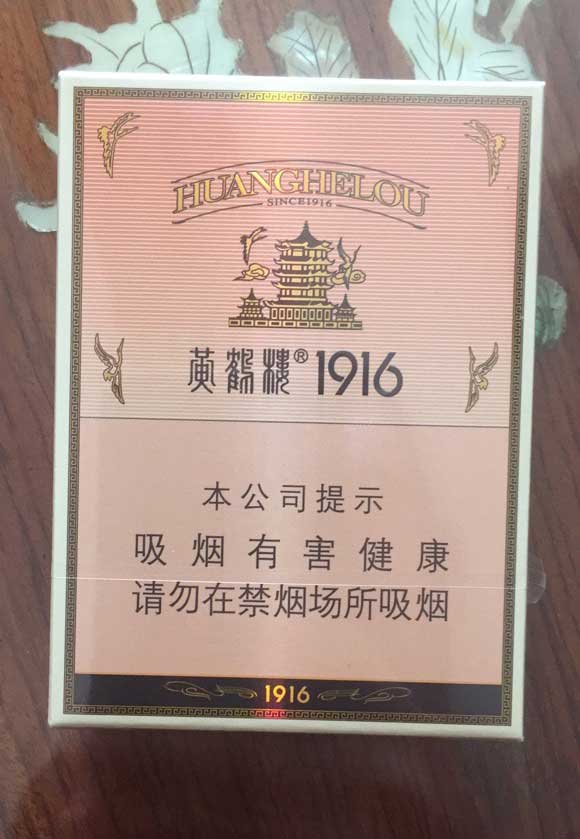 HUANGHELOU
SINCE1916
黄鹤楼®1916
本公司提示
吸烟有害健康
请勿在禁烟场所吸烟
1916